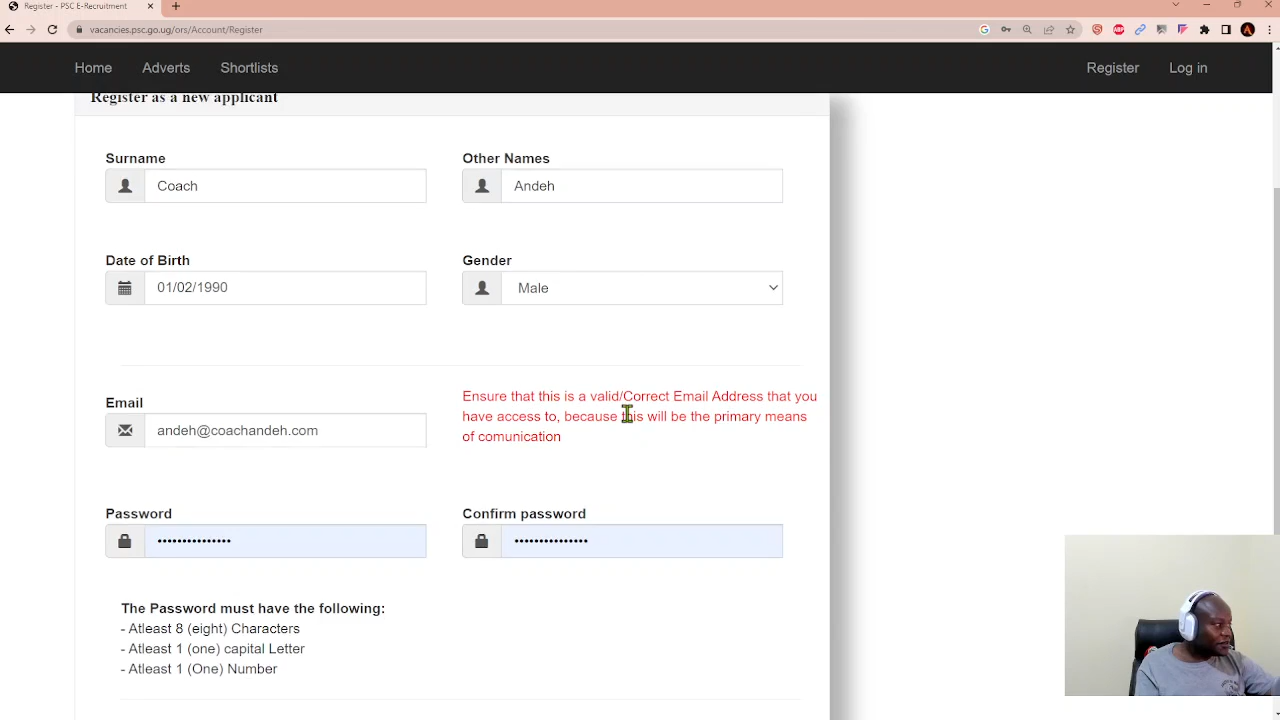 Register - PSC E-Recruitment
vacancies.psc.go.ug/ors/Account/Register
Home Adverts Shortlists Register Log in
Register as a new applicant
Surname Other Names
Coach Andeh
Date of Birth Gender
01/02/1990 Male
Ensure that this is a valid/Correct Email Address that you
Email
have access to, because this will be the primary means
andeh@coachandeh.com
of comunication
Password Confirm password
••••••••••••••• •••••••••••••••
The Password must have the following:
- Atleast 8 (eight) Characters
- Atleast 1 (one) capital Letter
- Atleast 1 (One) Number